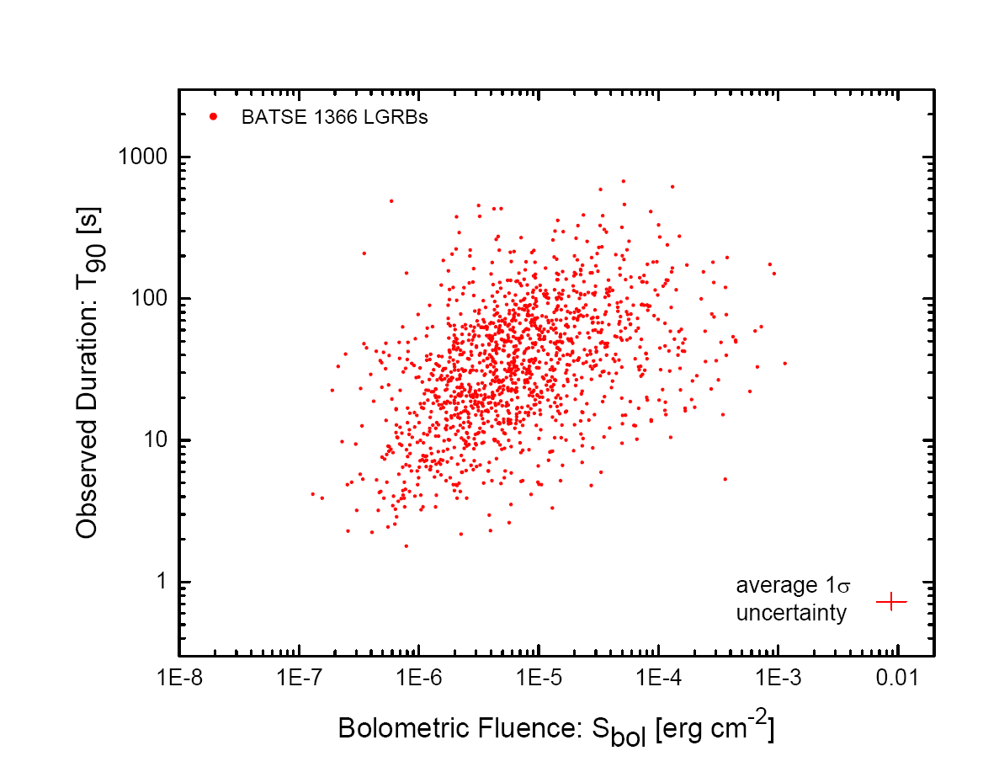 BATSE 1366 LGRBs
1000
100
10
1
Observed Duration: T90 [s]
average 1σ
uncertainty
1E-8 1E-7 1E-6 1E-5 1E-4 1E-3 0.01
Bolometric Fluence: Sbol [erg cm-2]